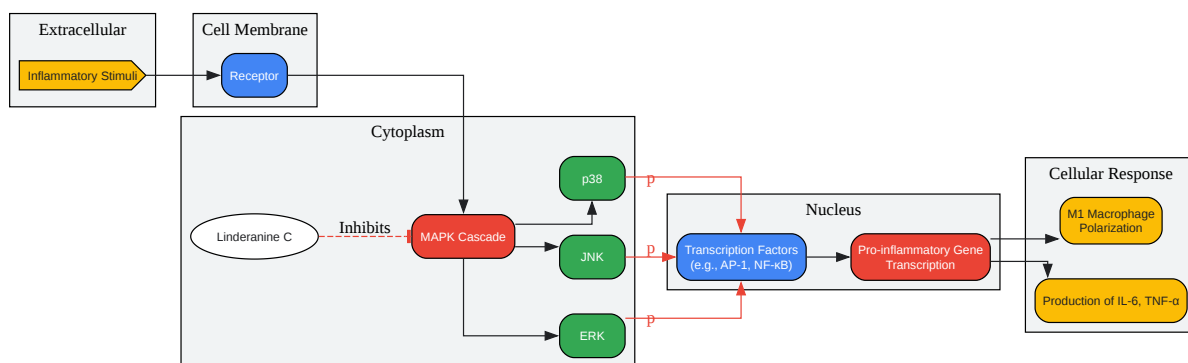 Extracellular
Inflammatory Stimuli
Cell Membrane
Receptor
Cytoplasm
Linderanine C
Inhibits
MAPK Cascade
p38
JNK
ERK
p
p
p
Nucleus
Transcription Factors
(e.g., AP-1, NF-κB)
Pro-inflammatory Gene
Transcription
Cellular Response
M1 Macrophage
Polarization
Production of IL-6, TNF-α